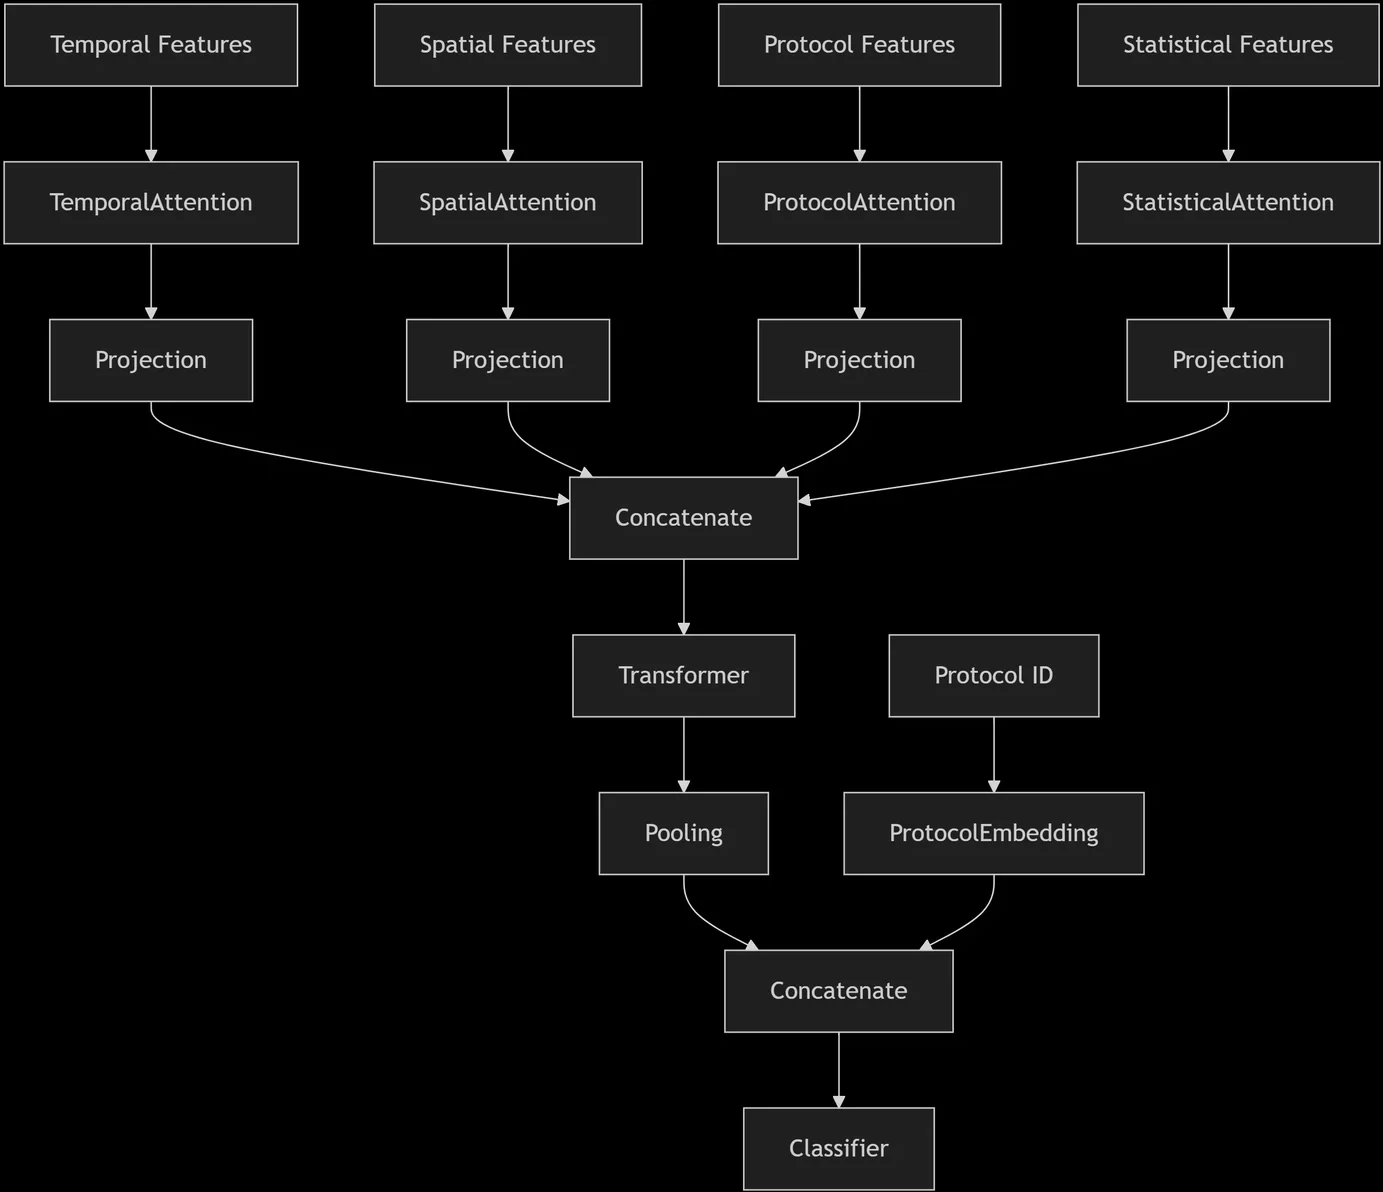 Temporal Features
Spatial Features
Protocol Features
Statistical Features
TemporalAttention
SpatialAttention
ProtocolAttention
StatisticalAttention
Projection
Projection
Projection
Projection
Concatenate
Transformer
Protocol ID
Pooling
ProtocolEmbedding
Concatenate
Classifier